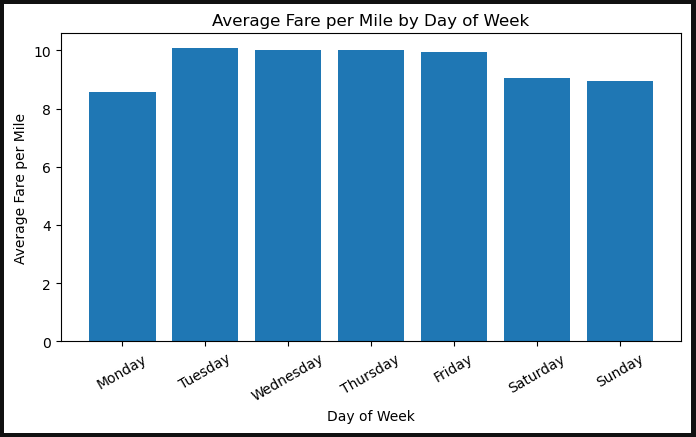 Average Fare per Mile by Day of Week
Average Fare per Mile
10
8
6
4
2
0
Monday
Tuesday
Wednesday
Thursday
Friday
Saturday
Sunday
Day of Week